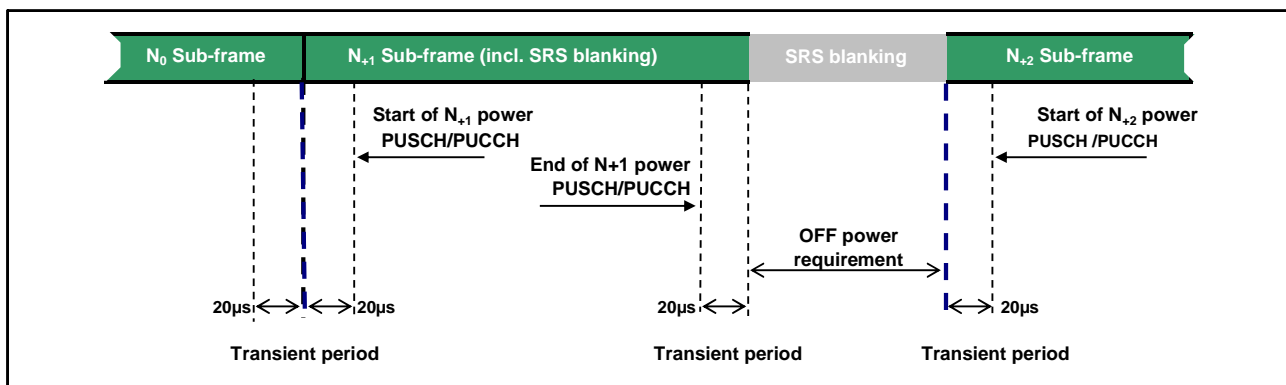 N₀ Sub-frame
N₊₁ Sub-frame (incl. SRS blanking)
SRS blanking
N₊₂ Sub-frame
Start of N₊₁ power
PUSCH/PUCCH
Start of N₊₂ power
PUSCH /PUCCH
End of N+1 power
PUSCH/PUCCH
OFF power
requirement
20µs
20µs
20µs
20µs
Transient period
Transient period
Transient period